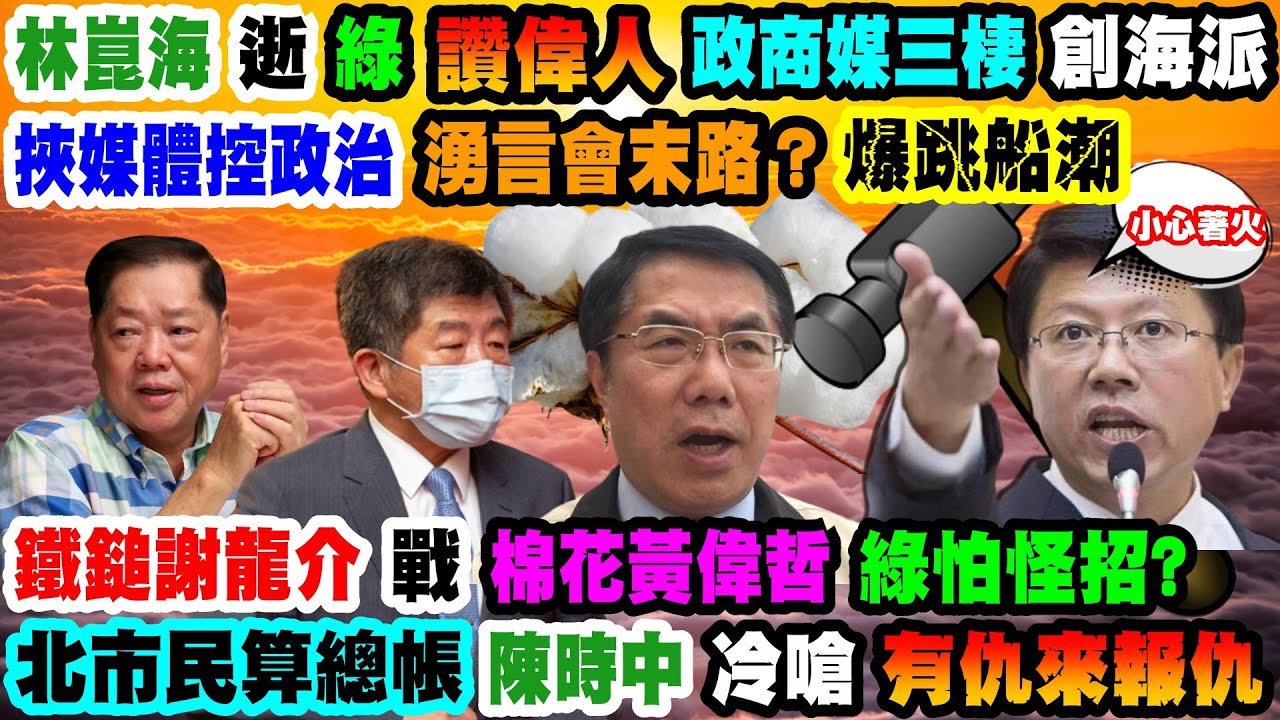 林崑海 逝 綠 讚偉人 政商媒三棲 創海派
挾媒體控政治 湧言會末路？ 爆跳船潮
小心著火
鐵鎚謝龍介 戰 棉花黃偉哲 綠怕怪招?
北市民算總帳 陳時中 冷嗆 有仇來報仇